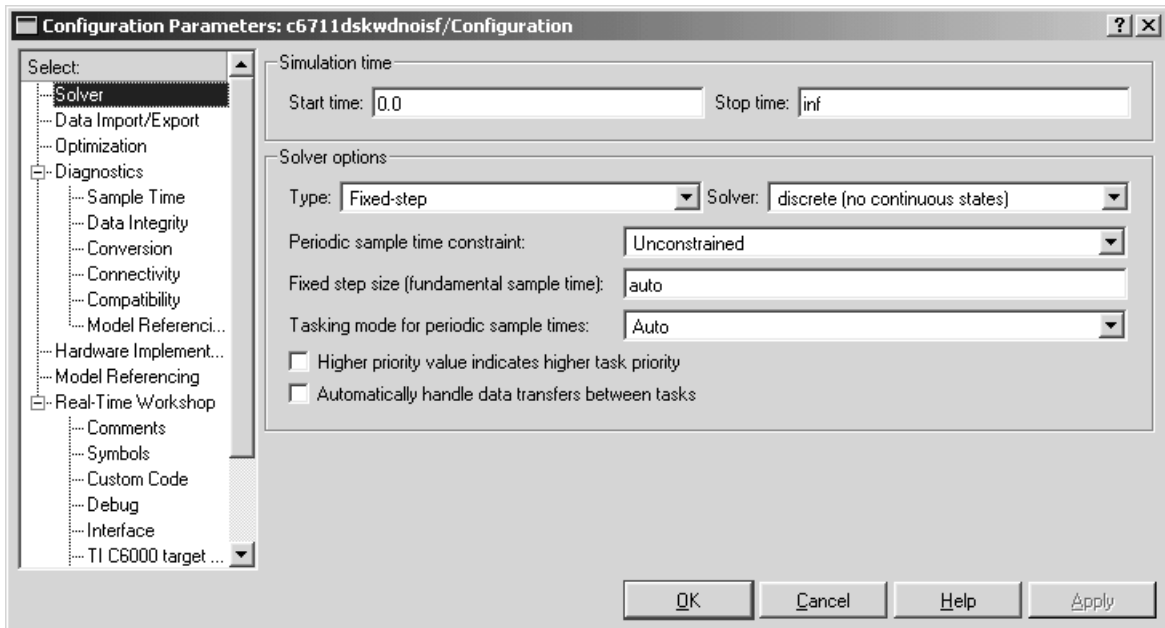 Configuration Parameters: c6711dskwdnoisf/Configuration
Select:
Solver
Data Import/Export
Optimization
Diagnostics
Sample Time
Data Integrity
Conversion
Connectivity
Compatibility
Model Referenci...
Hardware Implement...
Model Referencing
Real-Time Workshop
Comments
Symbols
Custom Code
Debug
Interface
TI C6000 target ...
Simulation time
Start time: 0.0 Stop time: inf
Solver options
Type: Fixed-step Solver: discrete (no continuous states)
Periodic sample time constraint: Unconstrained
Fixed step size (fundamental sample time): auto
Tasking mode for periodic sample times: Auto
Higher priority value indicates higher task priority
Automatically handle data transfers between tasks
OK Cancel Help Apply